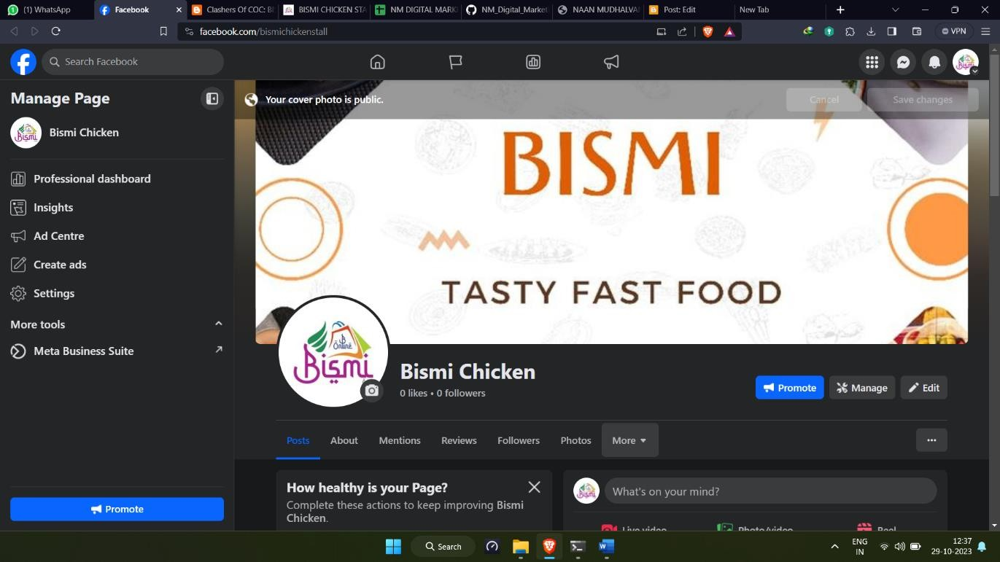 (1) WhatsApp
Facebook
Clashers Of COC: B
BISMI CHICKEN STA
NM DIGITAL MARK
NM_Digital_Market
NAAN MUDHALVA
Post: Edit
New Tab
facebook.com/bismichickenstall
VPN
Search Facebook
Manage Page
Bismi Chicken
Professional dashboard
Insights
Ad Centre
Create ads
Settings
More tools
Meta Business Suite
Promote
Your cover photo is public.
Cancel
Save changes
BISMI
TASTY FAST FOOD
Online
Bismi
Bismi Chicken
0 likes • 0 followers
Promote
Manage
Edit
Posts
About
Mentions
Reviews
Followers
Photos
More
How healthy is your Page?
Complete these actions to keep improving Bismi
Chicken.
What's on your mind?
Live video
Photo/video
Reel
Search
ENG
IN
12:37
29-10-2023